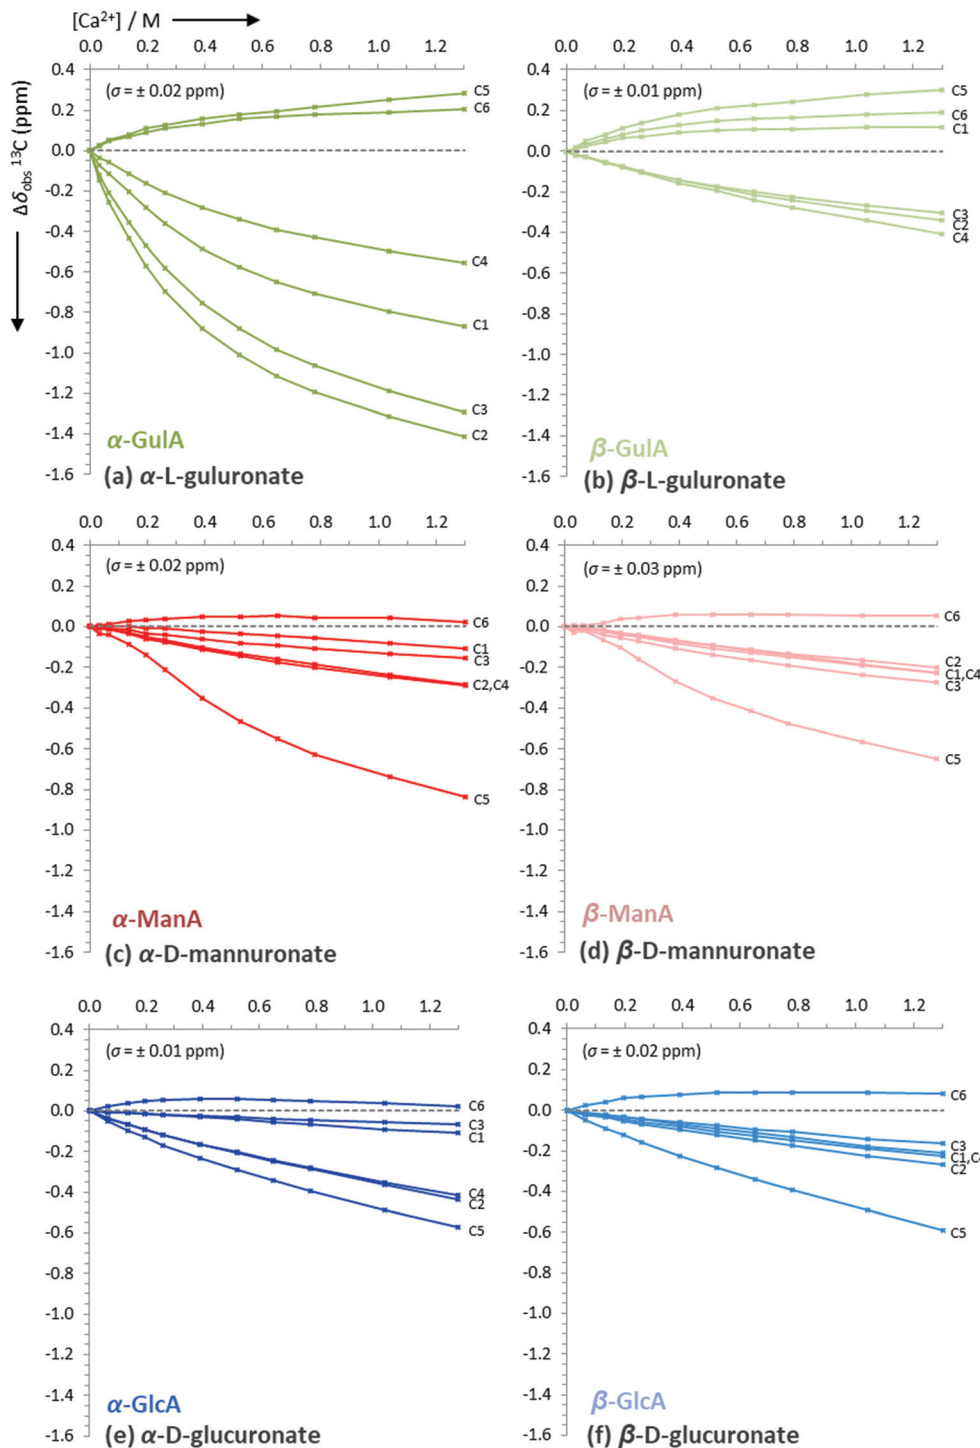 [Ca²⁺] / M
Δδobs ¹³C (ppm)
0.0 0.2 0.4 0.6 0.8 1.0 1.2
0.4
0.2
0.0
-0.2
-0.4
-0.6
-0.8
-1.0
-1.2
-1.4
-1.6
(σ = ± 0.02 ppm)
C5
C6
C4
C1
C3
C2
α-GulA
(a) α-L-guluronate
0.0 0.2 0.4 0.6 0.8 1.0 1.2
0.4
0.2
0.0
-0.2
-0.4
-0.6
-0.8
-1.0
-1.2
-1.4
-1.6
(σ = ± 0.01 ppm)
C5
C6
C1
C3
C2
C4
β-GulA
(b) β-L-guluronate
0.0 0.2 0.4 0.6 0.8 1.0 1.2
0.4
0.2
0.0
-0.2
-0.4
-0.6
-0.8
-1.0
-1.2
-1.4
-1.6
(σ = ± 0.02 ppm)
C6
C1
C3
C2,C4
C5
α-ManA
(c) α-D-mannuronate
0.0 0.2 0.4 0.6 0.8 1.0 1.2
0.4
0.2
0.0
-0.2
-0.4
-0.6
-0.8
-1.0
-1.2
-1.4
-1.6
(σ = ± 0.03 ppm)
C6
C2
C1,C4
C3
C5
β-ManA
(d) β-D-mannuronate
0.0 0.2 0.4 0.6 0.8 1.0 1.2
0.4
0.2
0.0
-0.2
-0.4
-0.6
-0.8
-1.0
-1.2
-1.4
-1.6
(σ = ± 0.01 ppm)
C6
C3
C1
C4
C2
C5
α-GlcA
(e) α-D-glucuronate
0.0 0.2 0.4 0.6 0.8 1.0 1.2
0.4
0.2
0.0
-0.2
-0.4
-0.6
-0.8
-1.0
-1.2
-1.4
-1.6
(σ = ± 0.02 ppm)
C6
C3
C1,C
C2
C5
β-GlcA
(f) β-D-glucuronate